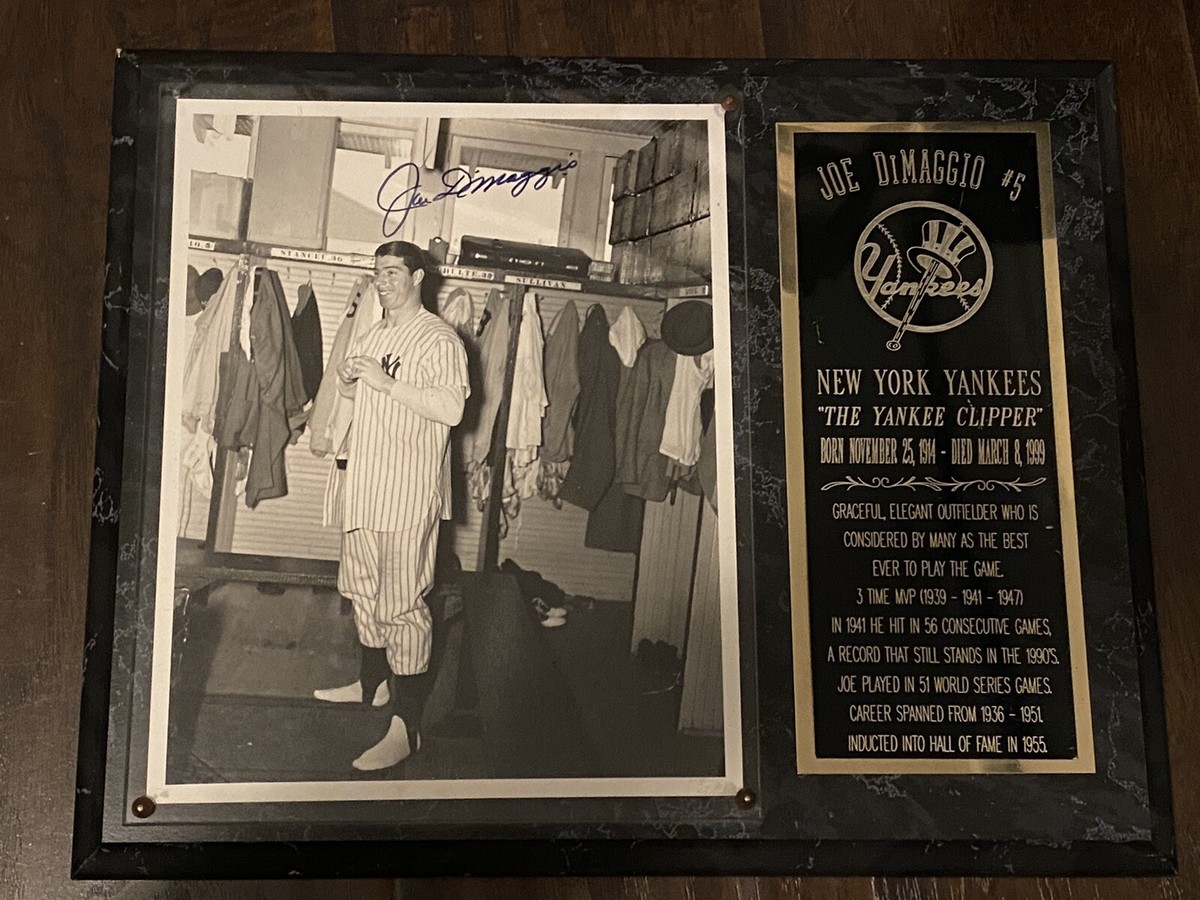 Joe DiMaggio
STANGEL.36
SULLIVAN
NY
JOE DiMAGGIO #5
Yankees
NEW YORK YANKEES
"THE YANKEE CLIPPER"
BORN NOVEMBER 25, 1914 - DIED MARCH 8, 1999
GRACEFUL, ELEGANT OUTFIELDER WHO IS
CONSIDERED BY MANY AS THE BEST
EVER TO PLAY THE GAME.
3 TIME MVP (1939 - 1941 - 1947)
IN 1941 HE HIT IN 56 CONSECUTIVE GAMES,
A RECORD THAT STILL STANDS IN THE 1990'S.
JOE PLAYED IN 51 WORLD SERIES GAMES.
CAREER SPANNED FROM 1936 - 1951.
INDUCTED INTO HALL OF FAME IN 1955.